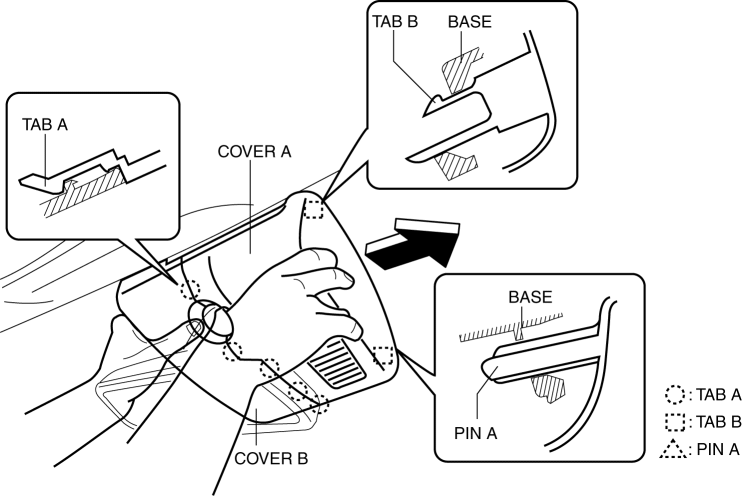 TAB B
BASE
TAB A
COVER A
BASE
PIN A
COVER B
: TAB A
: TAB B
: PIN A